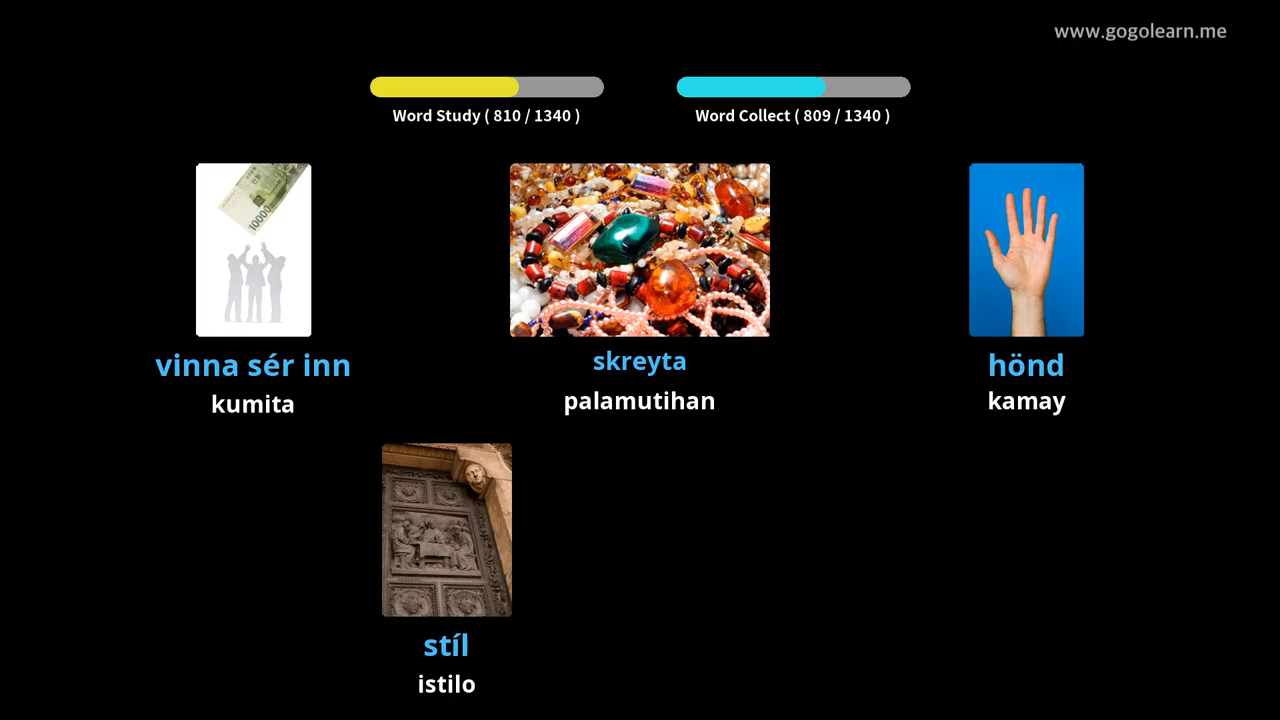 www.gogolearn.me
Word Study ( 810 / 1340 )
Word Collect ( 809 / 1340 )
10000
vinna sér inn
kumita
skreyta
palamutihan
hönd
kamay
stíl
istilo